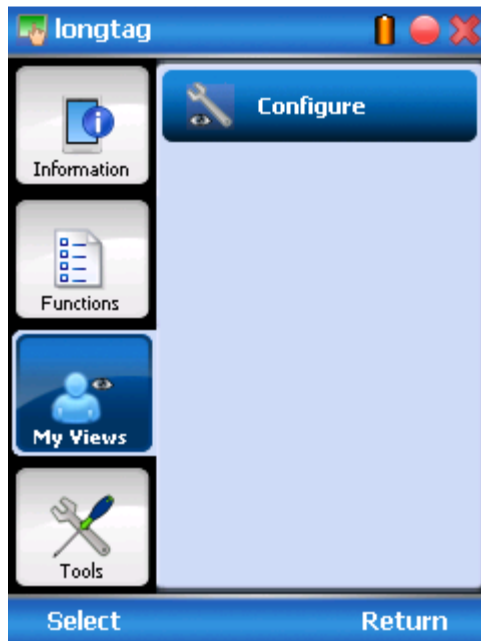 longtag
Information
Configure
Functions
My Views
Tools
Select
Return